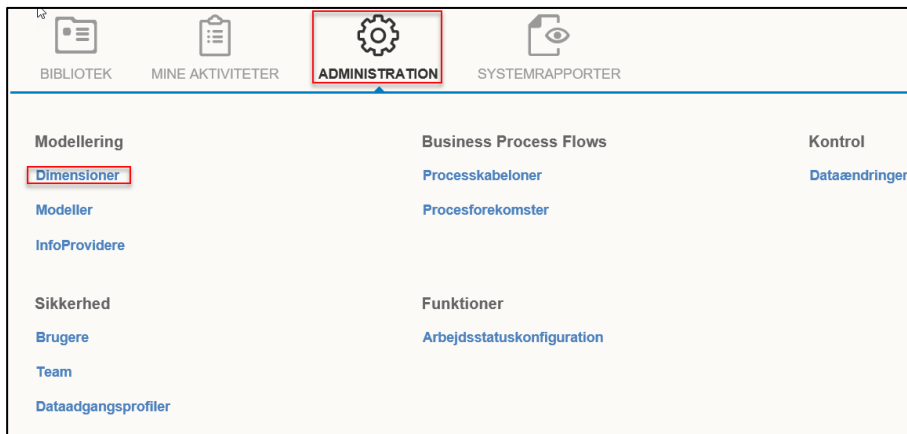 BIBLIOTEK
MINE AKTIVITETER
ADMINISTRATION
SYSTEMRAPPORTER
Modellering
Dimensioner
Modeller
InfoProvidere
Business Process Flows
Processkabeloner
Procesforekomster
Kontrol
Dataændringer
Sikkerhed
Brugere
Team
Dataadgangsprofiler
Funktioner
Arbejdsstatuskonfiguration